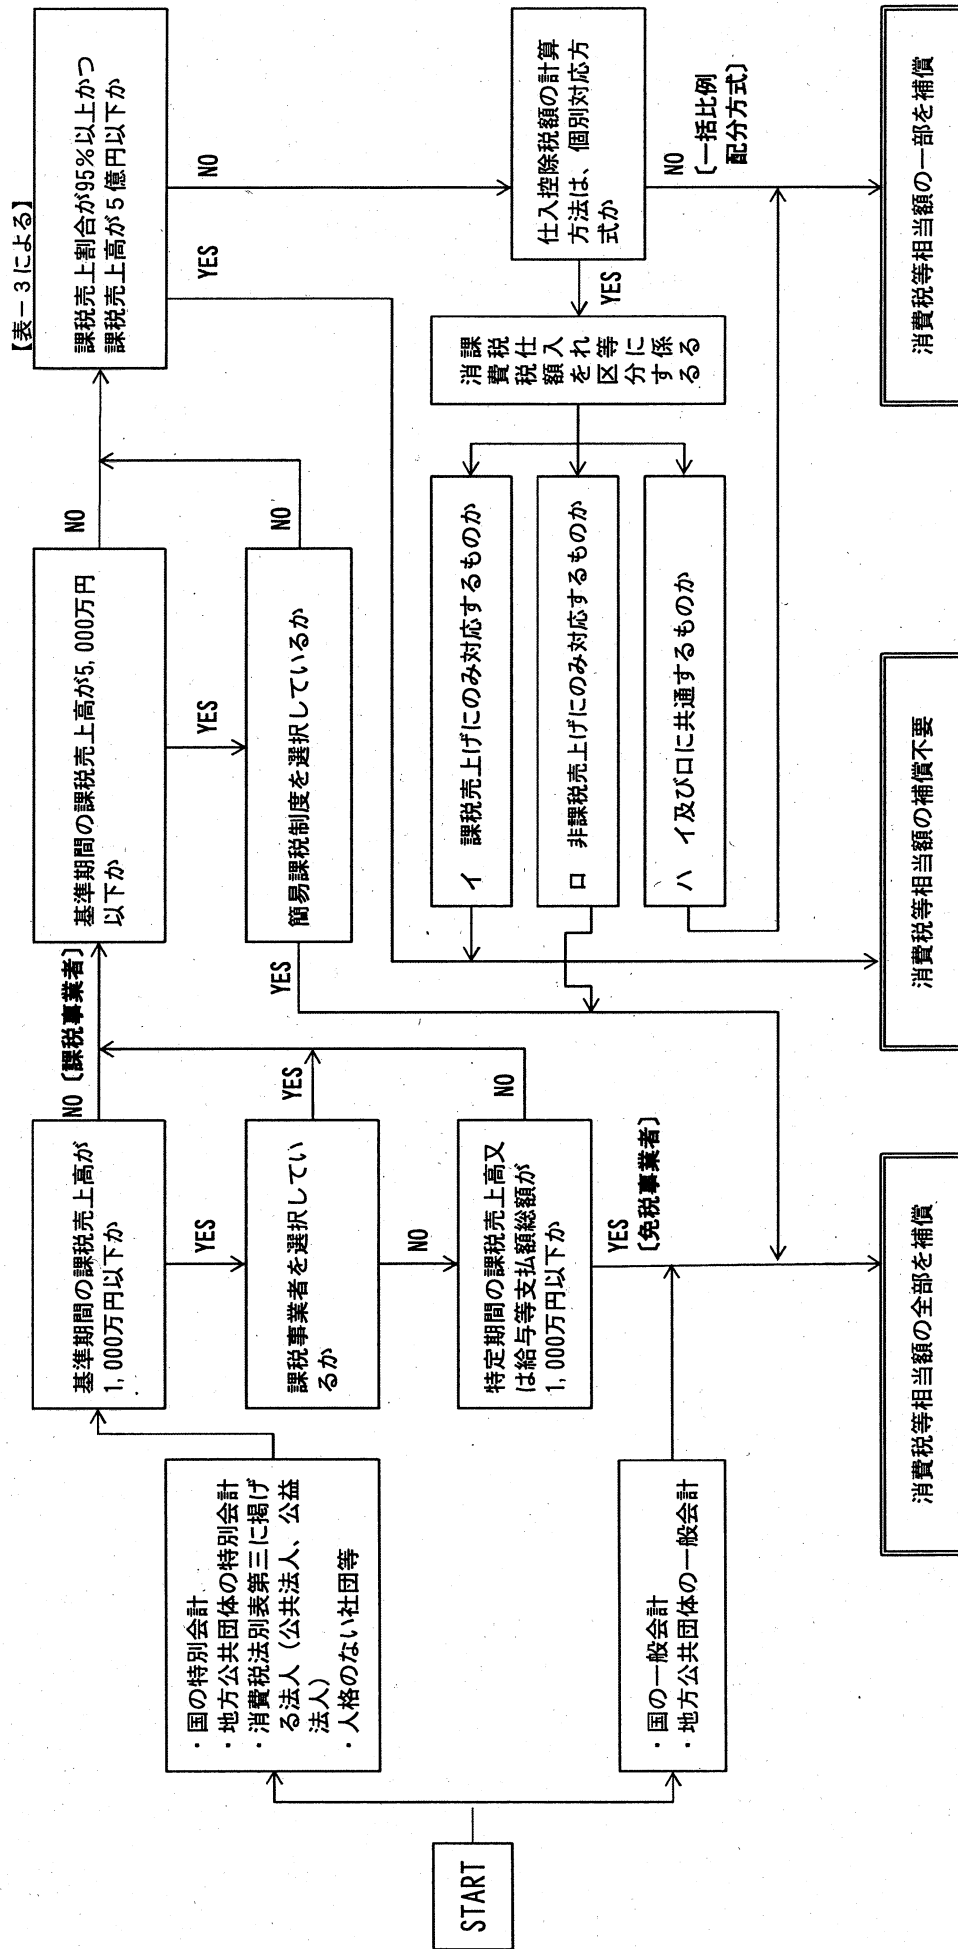 START
・国の特別会計
・地方公共団体の特別会計
・消費税法別表第三に掲げ
る法人（公共法人、公益
法人）
・人格のない社団等
・国の一般会計
・地方公共団体の一般会計
基準期間の課税売上高が
1,000万円以下か
NO〔課税事業者〕
YES
課税事業者を選択してい
るか
YES
NO
特定期間の課税売上高又
は給与等支払額総額が
1,000万円以下か
NO
YES
〔免税事業者〕
基準期間の課税売上高が5,000万円
以下か
NO
YES
簡易課税制度を選択しているか
NO
YES
【表－3による】
課税売上割合が95％以上かつ
課税売上高が５億円以下か
YES
NO
仕入控除税額の計算
方法は、個別対応方
式か
YES
NO
〔一括比例
配分方式〕
課税仕入れ等に係る
消費税額を区分する
イ　課税売上げにのみ対応するものか
ロ　非課税売上げにのみ対応するものか
ハ　イ及びロに共通するものか
消費税等相当額の全部を補償
消費税等相当額の補償不要
消費税等相当額の一部を補償